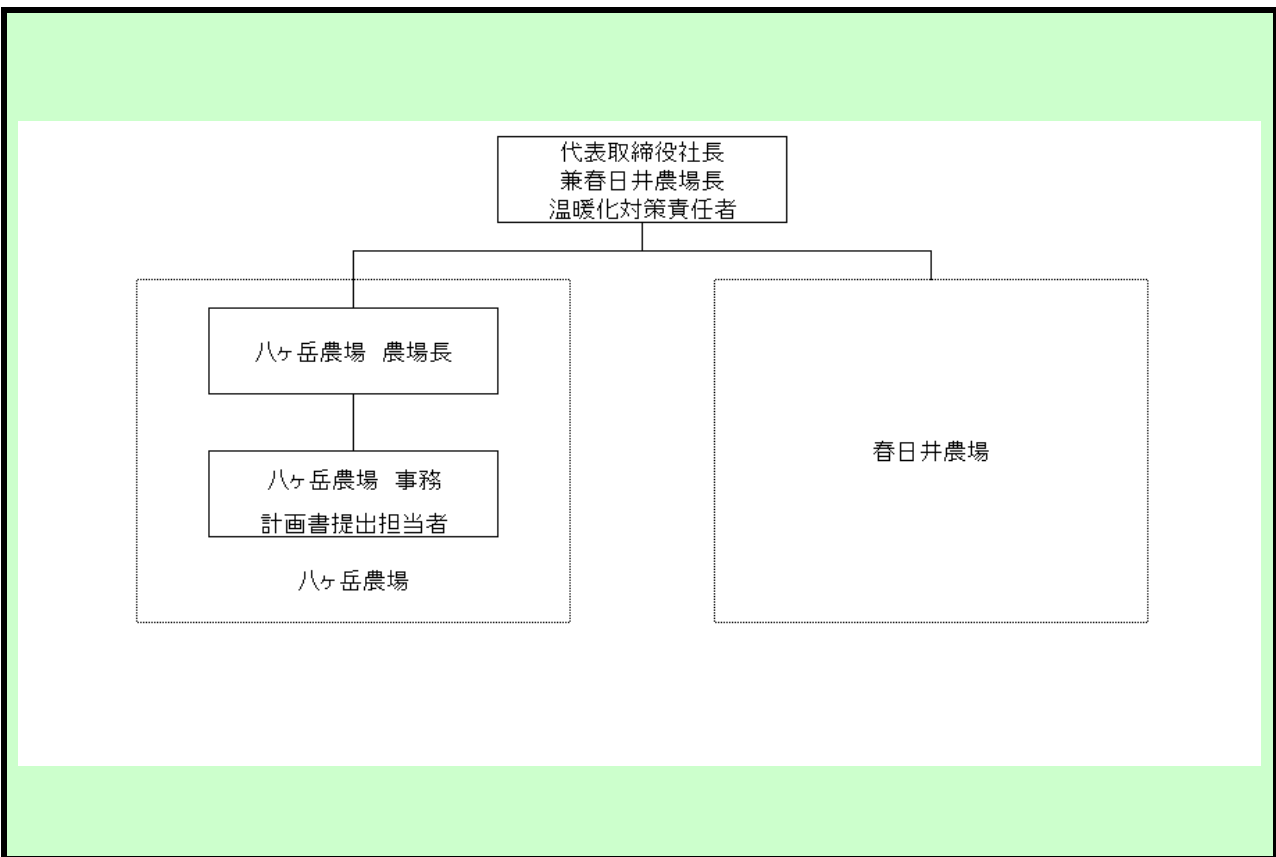 代表取締役社長
兼春日井農場長
温暖化対策責任者
八ヶ岳農場 農場長
八ヶ岳農場 事務
計画書提出担当者
八ヶ岳農場
春日井農場